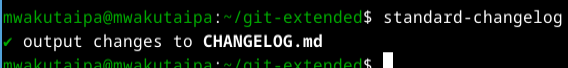 mwakutaipa@mwakutaipa:~/git-extended$ standard-changelog
✔ output changes to CHANGELOG.md
mwakutaipa@mwakutaipa:~/git-extended$